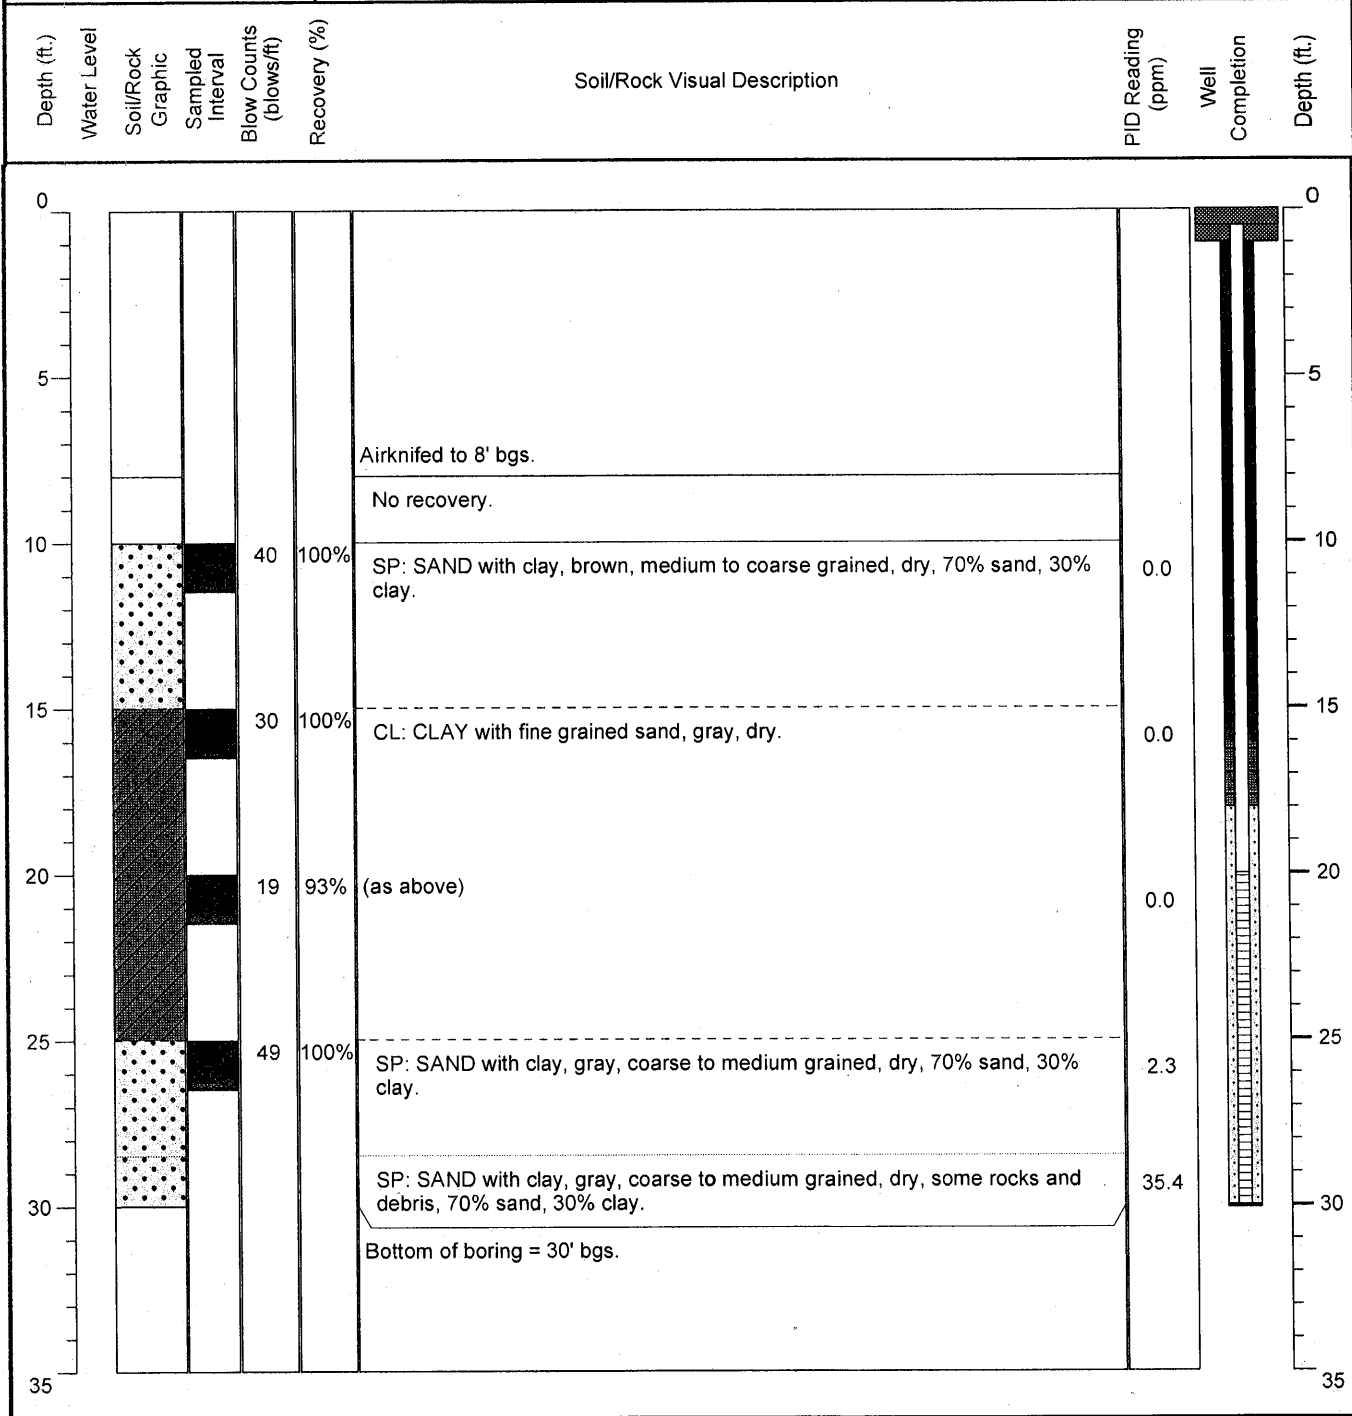 Depth (ft.)
Water Level
Soil/Rock
Graphic
Sampled
Interval
Blow Counts
(blows/ft)
Recovery (%)
Soil/Rock Visual Description
PID Reading
(ppm)
Well
Completion
Depth (ft.)
0
0
5
5
Airknifed to 8' bgs.
No recovery.
10
40
100%
SP: SAND with clay, brown, medium to coarse grained, dry, 70% sand, 30%
clay.
0.0
10
15
30
100%
CL: CLAY with fine grained sand, gray, dry.
0.0
15
20
19
93%
(as above)
0.0
20
25
49
100%
SP: SAND with clay, gray, coarse to medium grained, dry, 70% sand, 30%
clay.
2.3
25
SP: SAND with clay, gray, coarse to medium grained, dry, some rocks and
debris, 70% sand, 30% clay.
35.4
30
30
Bottom of boring = 30' bgs.
35
35